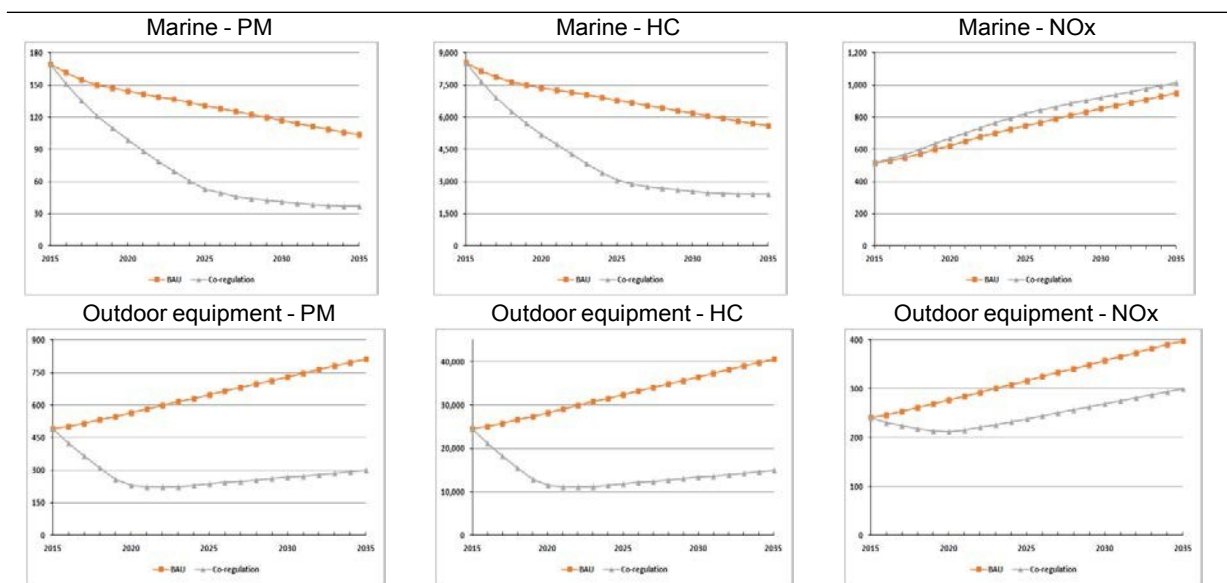 Marine - PM
180
150
120
90
60
30
0
2015 2020 2025 2030 2035
BAU Co-regulation
Marine - HC
9,000
7,500
6,000
4,500
3,000
1,500
0
2015 2020 2025 2030 2035
BAU Co-regulation
Marine - NOx
1,200
1,000
800
600
400
200
0
2015 2020 2025 2030 2035
BAU Co-regulation
Outdoor equipment - PM
900
750
600
450
300
150
0
2015 2020 2025 2030 2035
BAU Co-regulation
Outdoor equipment - HC
40,000
30,000
20,000
10,000
0
2015 2020 2025 2030 2035
BAU Co-regulation
Outdoor equipment - NOx
400
300
200
100
0
2015 2020 2025 2030 2035
BAU Co-regulation